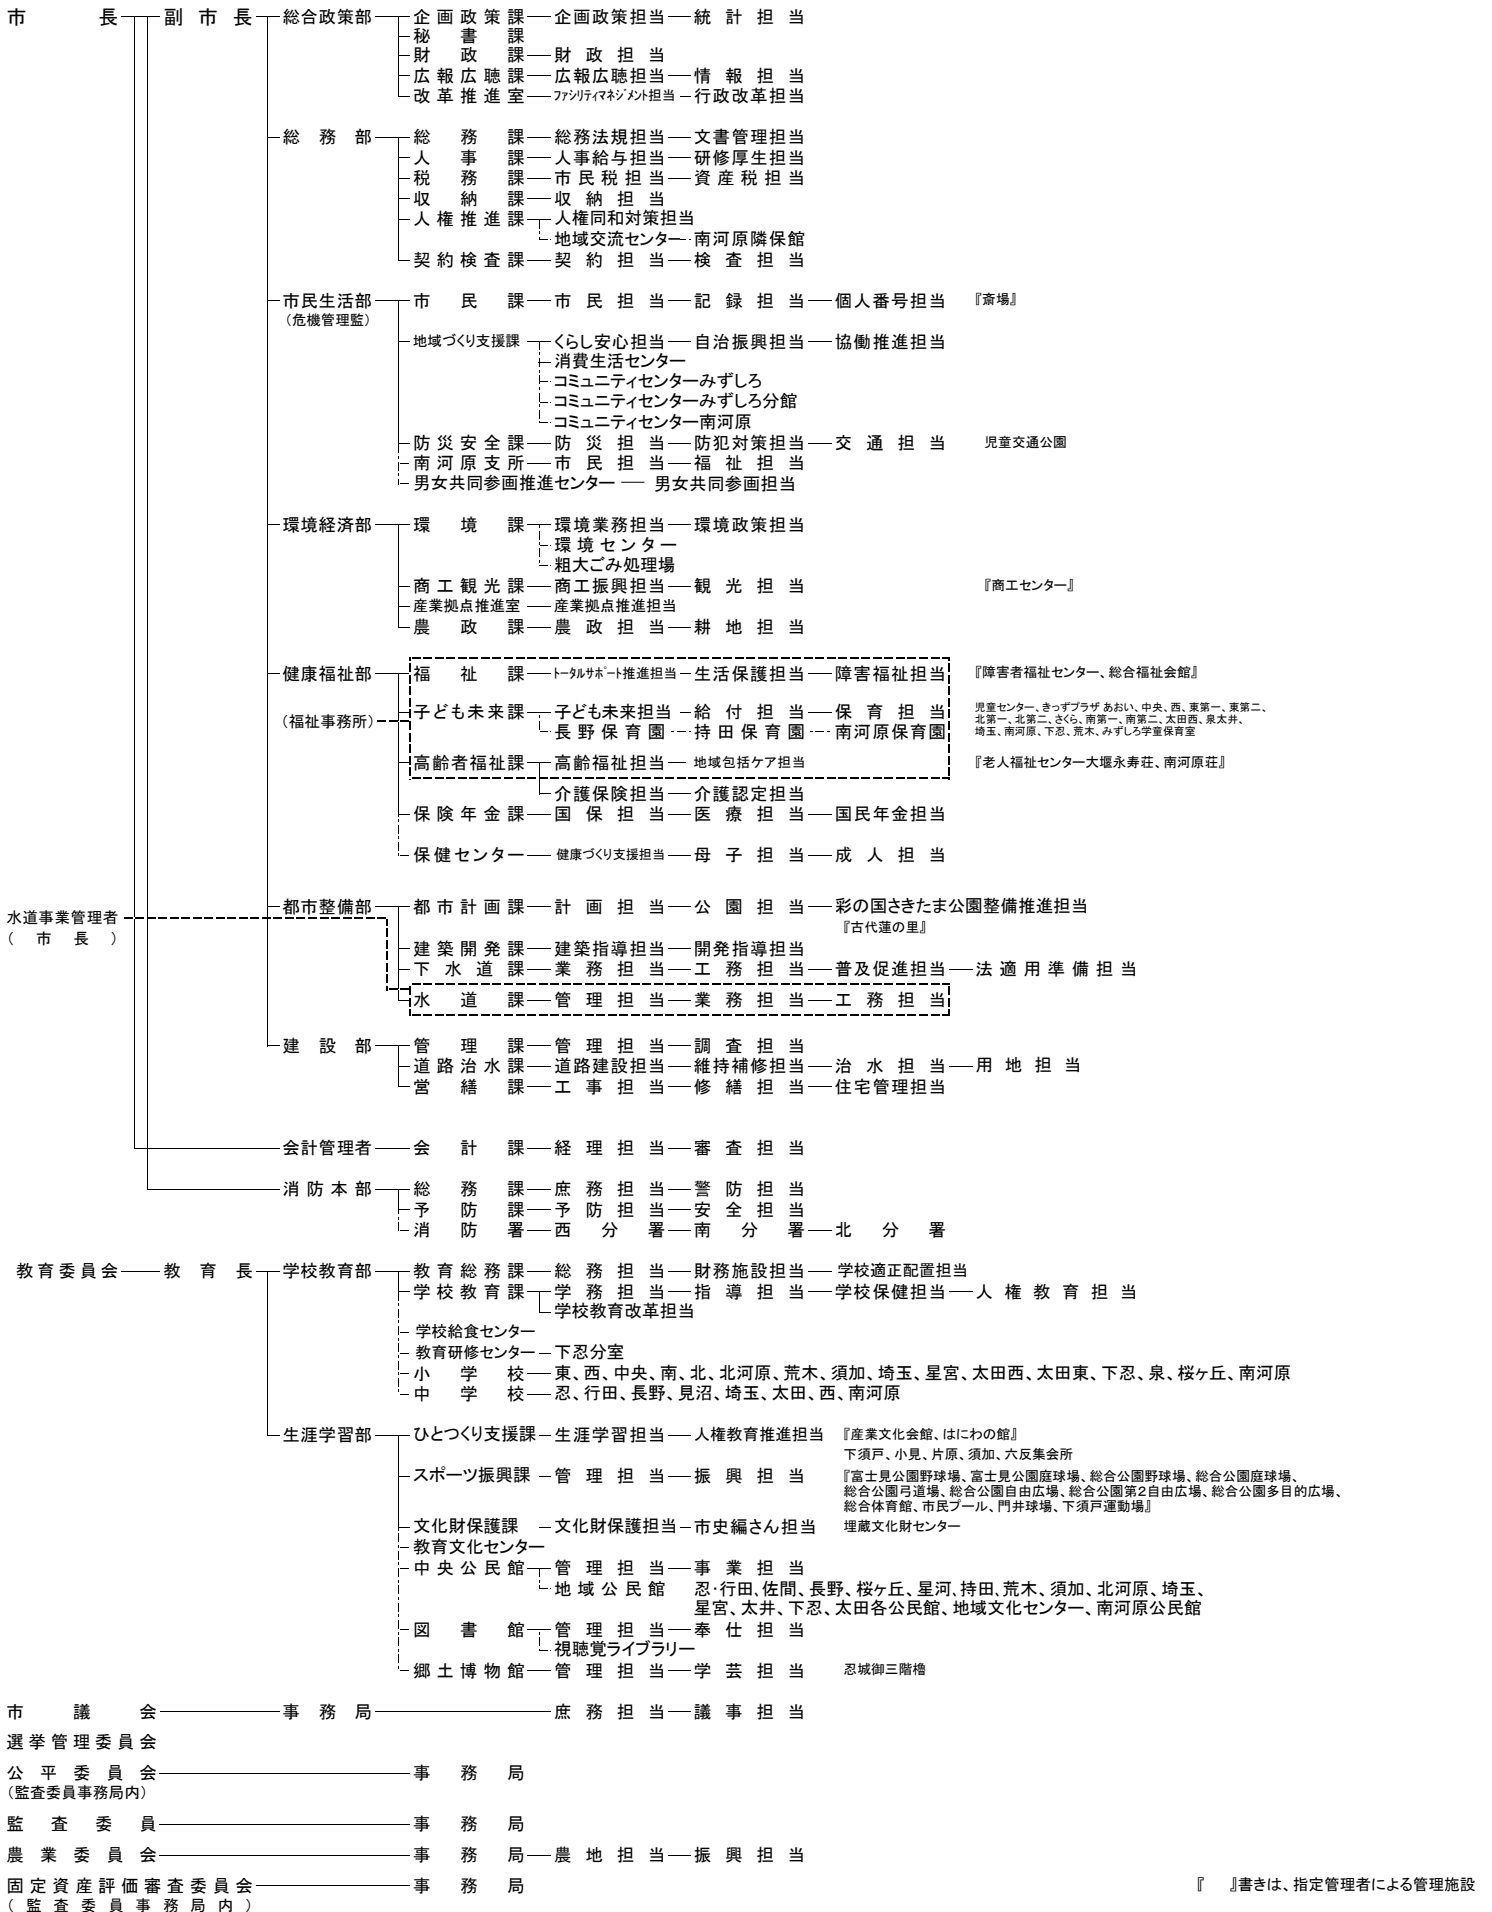 市長 副市長 総合政策部 企画政策課 企画政策担当 統計担当
秘書課
財政課 財政担当
広報広聴課 広報広聴担当 情報担当
改革推進室 ファシリティマネジメント担当 行政改革担当
総務部 総務課 総務法規担当 文書管理担当
人事課 人事給与担当 研修厚生担当
税務課 市民税担当 資産税担当
収納課 収納担当
人権推進課 人権同和対策担当
地域交流センター 南河原隣保館
契約検査課 契約担当 検査担当
市民生活部 市民課 市民担当 記録担当 個人番号担当 『斎場』
（危機管理監）
地域づくり支援課 くらし安心担当 自治振興担当 協働推進担当
消費生活センター
コミュニティセンターみずしろ
コミュニティセンターみずしろ分館
コミュニティセンター南河原
防災安全課 防災担当 防犯対策担当 交通担当 児童交通公園
南河原支所 市民担当 福祉担当
男女共同参画推進センター 男女共同参画担当
環境経済部 環境課 環境業務担当 環境政策担当
環境センター
粗大ごみ処理場
商工観光課 商工振興担当 観光担当 『商工センター』
産業拠点推進室 産業拠点推進担当
農政課 農政担当 耕地担当
健康福祉部 福祉課 トータルサポート推進担当 生活保護担当 障害福祉担当 『障害者福祉センター、総合福祉会館』
（福祉事務所） 子ども未来課 子ども未来担当 給付担当 保育担当 児童センター、きっずプラザ あおい、中央、西、東第一、東第二、
北第一、北第二、さくら、南第一、南第二、太田西、泉太井、
長野保育園 持田保育園 南河原保育園 埼玉、南河原、下忍、荒木、みずしろ学童保育室
高齢者福祉課 高齢福祉担当 地域包括ケア担当 『老人福祉センター大堰永寿荘、南河原荘』
介護保険担当 介護認定担当
保険年金課 国保担当 医療担当 国民年金担当
保健センター 健康づくり支援担当 母子担当 成人担当
都市整備部 都市計画課 計画担当 公園担当 彩の国さきたま公園整備推進担当
水道事業管理者
（市長） 『古代蓮の里』
建築開発課 建築指導担当 開発指導担当
下水道課 業務担当 工務担当 普及促進担当 法適用準備担当
水道課 管理担当 業務担当 工務担当
建設部 管理課 管理担当 調査担当
道路治水課 道路建設担当 維持補修担当 治水担当 用地担当
営繕課 工事担当 修繕担当 住宅管理担当
会計管理者 会計課 経理担当 審査担当
消防本部 総務課 庶務担当 警防担当
予防課 予防担当 安全担当
消防署 西分署 南分署 北分署
教育委員会 教育長 学校教育部 教育総務課 総務担当 財務施設担当 学校適正配置担当
学校教育課 学務担当 指導担当 学校保健担当 人権教育担当
学校教育改革担当
学校給食センター
教育研修センター 下忍分室
小学校 東、西、中央、南、北、北河原、荒木、須加、埼玉、星宮、太田西、太田東、下忍、泉、桜ヶ丘、南河原
中学校 忍、行田、長野、見沼、埼玉、太田、西、南河原
生涯学習部 ひとつくり支援課 生涯学習担当 人権教育推進担当 『産業文化会館、はにわの館』
下須戸、小見、片原、須加、六反集会所
スポーツ振興課 管理担当 振興担当 『富士見公園野球場、富士見公園庭球場、総合公園野球場、総合公園庭球場、
総合公園弓道場、総合公園自由広場、総合公園第2自由広場、総合公園多目的広場、
総合体育館、市民プール、門井球場、下須戸運動場』
文化財保護課 文化財保護担当 市史編さん担当 埋蔵文化財センター
教育文化センター
中央公民館 管理担当 事業担当
地域公民館 忍・行田、佐間、長野、桜ヶ丘、星河、持田、荒木、須加、北河原、埼玉、
星宮、太井、下忍、太田各公民館、地域文化センター、南河原公民館
図書館 管理担当 奉仕担当
視聴覚ライブラリー
郷土博物館 管理担当 学芸担当 忍城御三階櫓
市議会 事務局 庶務担当 議事担当
選挙管理委員会
公平委員会 事務局
（監査委員事務局内）
監査委員 事務局
農業委員会 事務局 農地担当 振興担当
固定資産評価審査委員会 事務局 『 』書きは、指定管理者による管理施設
（監査委員事務局内）